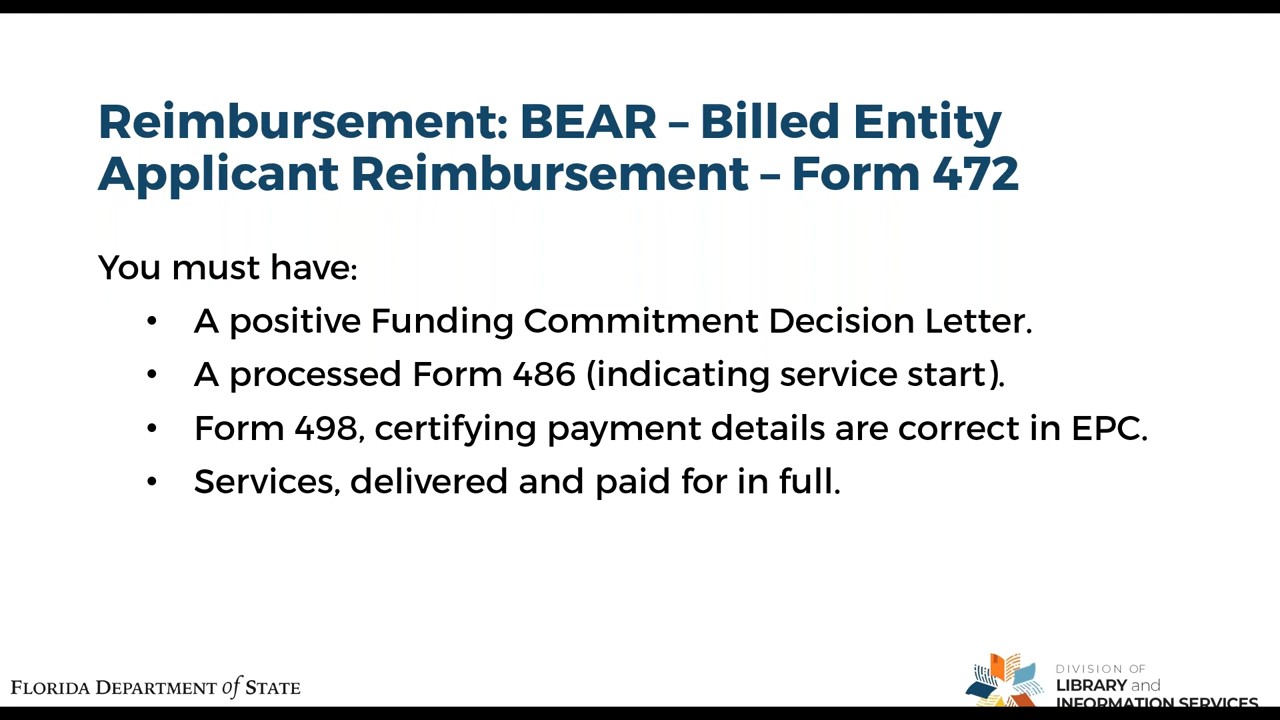 Reimbursement: BEAR – Billed Entity
Applicant Reimbursement – Form 472
You must have:
• A positive Funding Commitment Decision Letter.
• A processed Form 486 (indicating service start).
• Form 498, certifying payment details are correct in EPC.
• Services, delivered and paid for in full.
FLORIDA DEPARTMENT of STATE
DIVISION OF
LIBRARY and
INFORMATION SERVICES